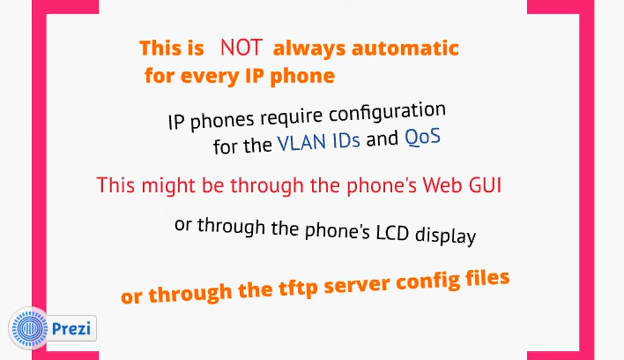 This is NOT always automatic
for every IP phone
IP phones require configuration
for the VLAN IDs and QoS
This might be through the phone's Web GUI
or through the phone's LCD display
or through the tftp server config files
Prezi